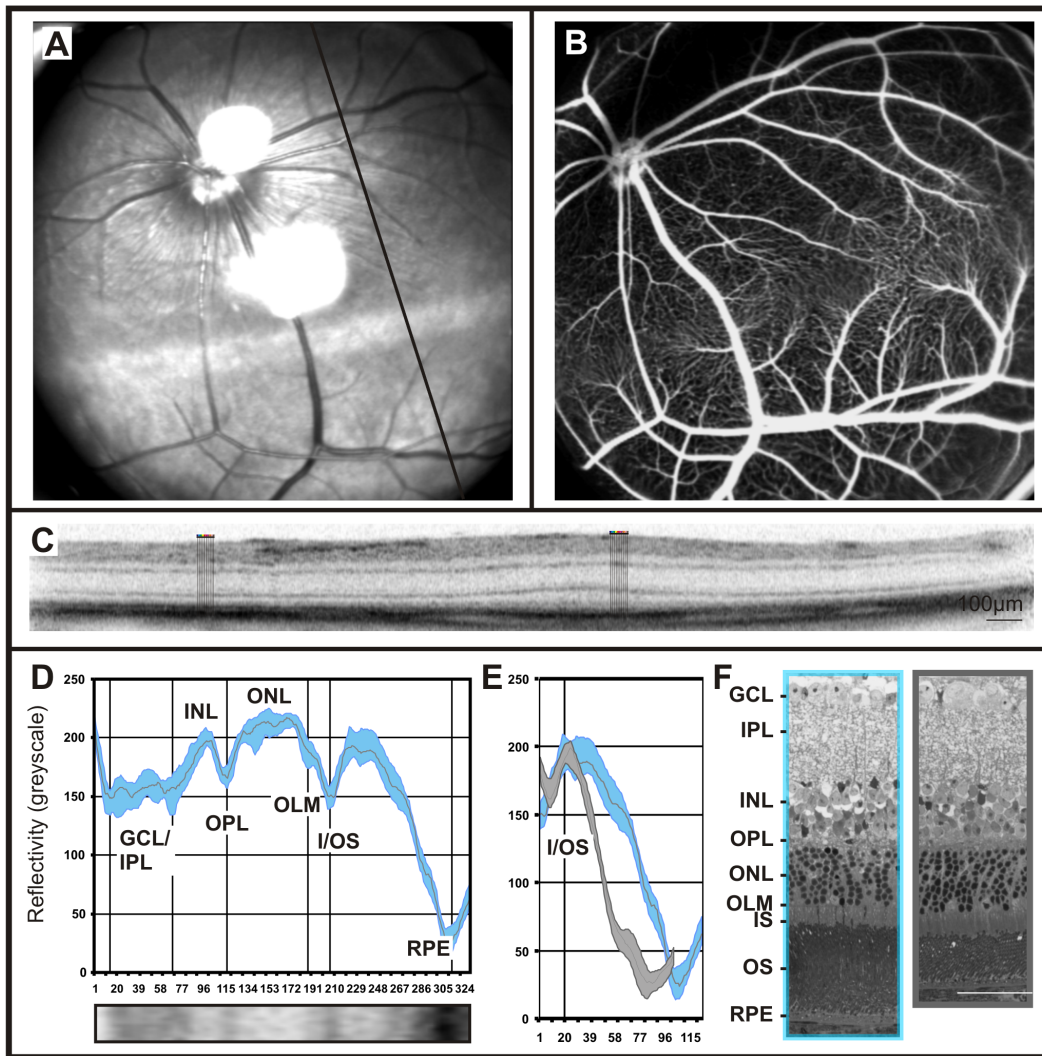 A
B
C
100µm
D
250
200
150
100
50
0
Reflectivity (greyscale)
INL
ONL
GCL/
IPL
OPL
OLM
I/OS
RPE
1 20 39 58 77 96 115 134 153 172 191 210 229 248 267 286 305 324
E
250
200
150
100
50
0
I/OS
1 20 39 58 77 96 115
F
GCL
IPL
INL
OPL
ONL
OLM
IS
OS
RPE